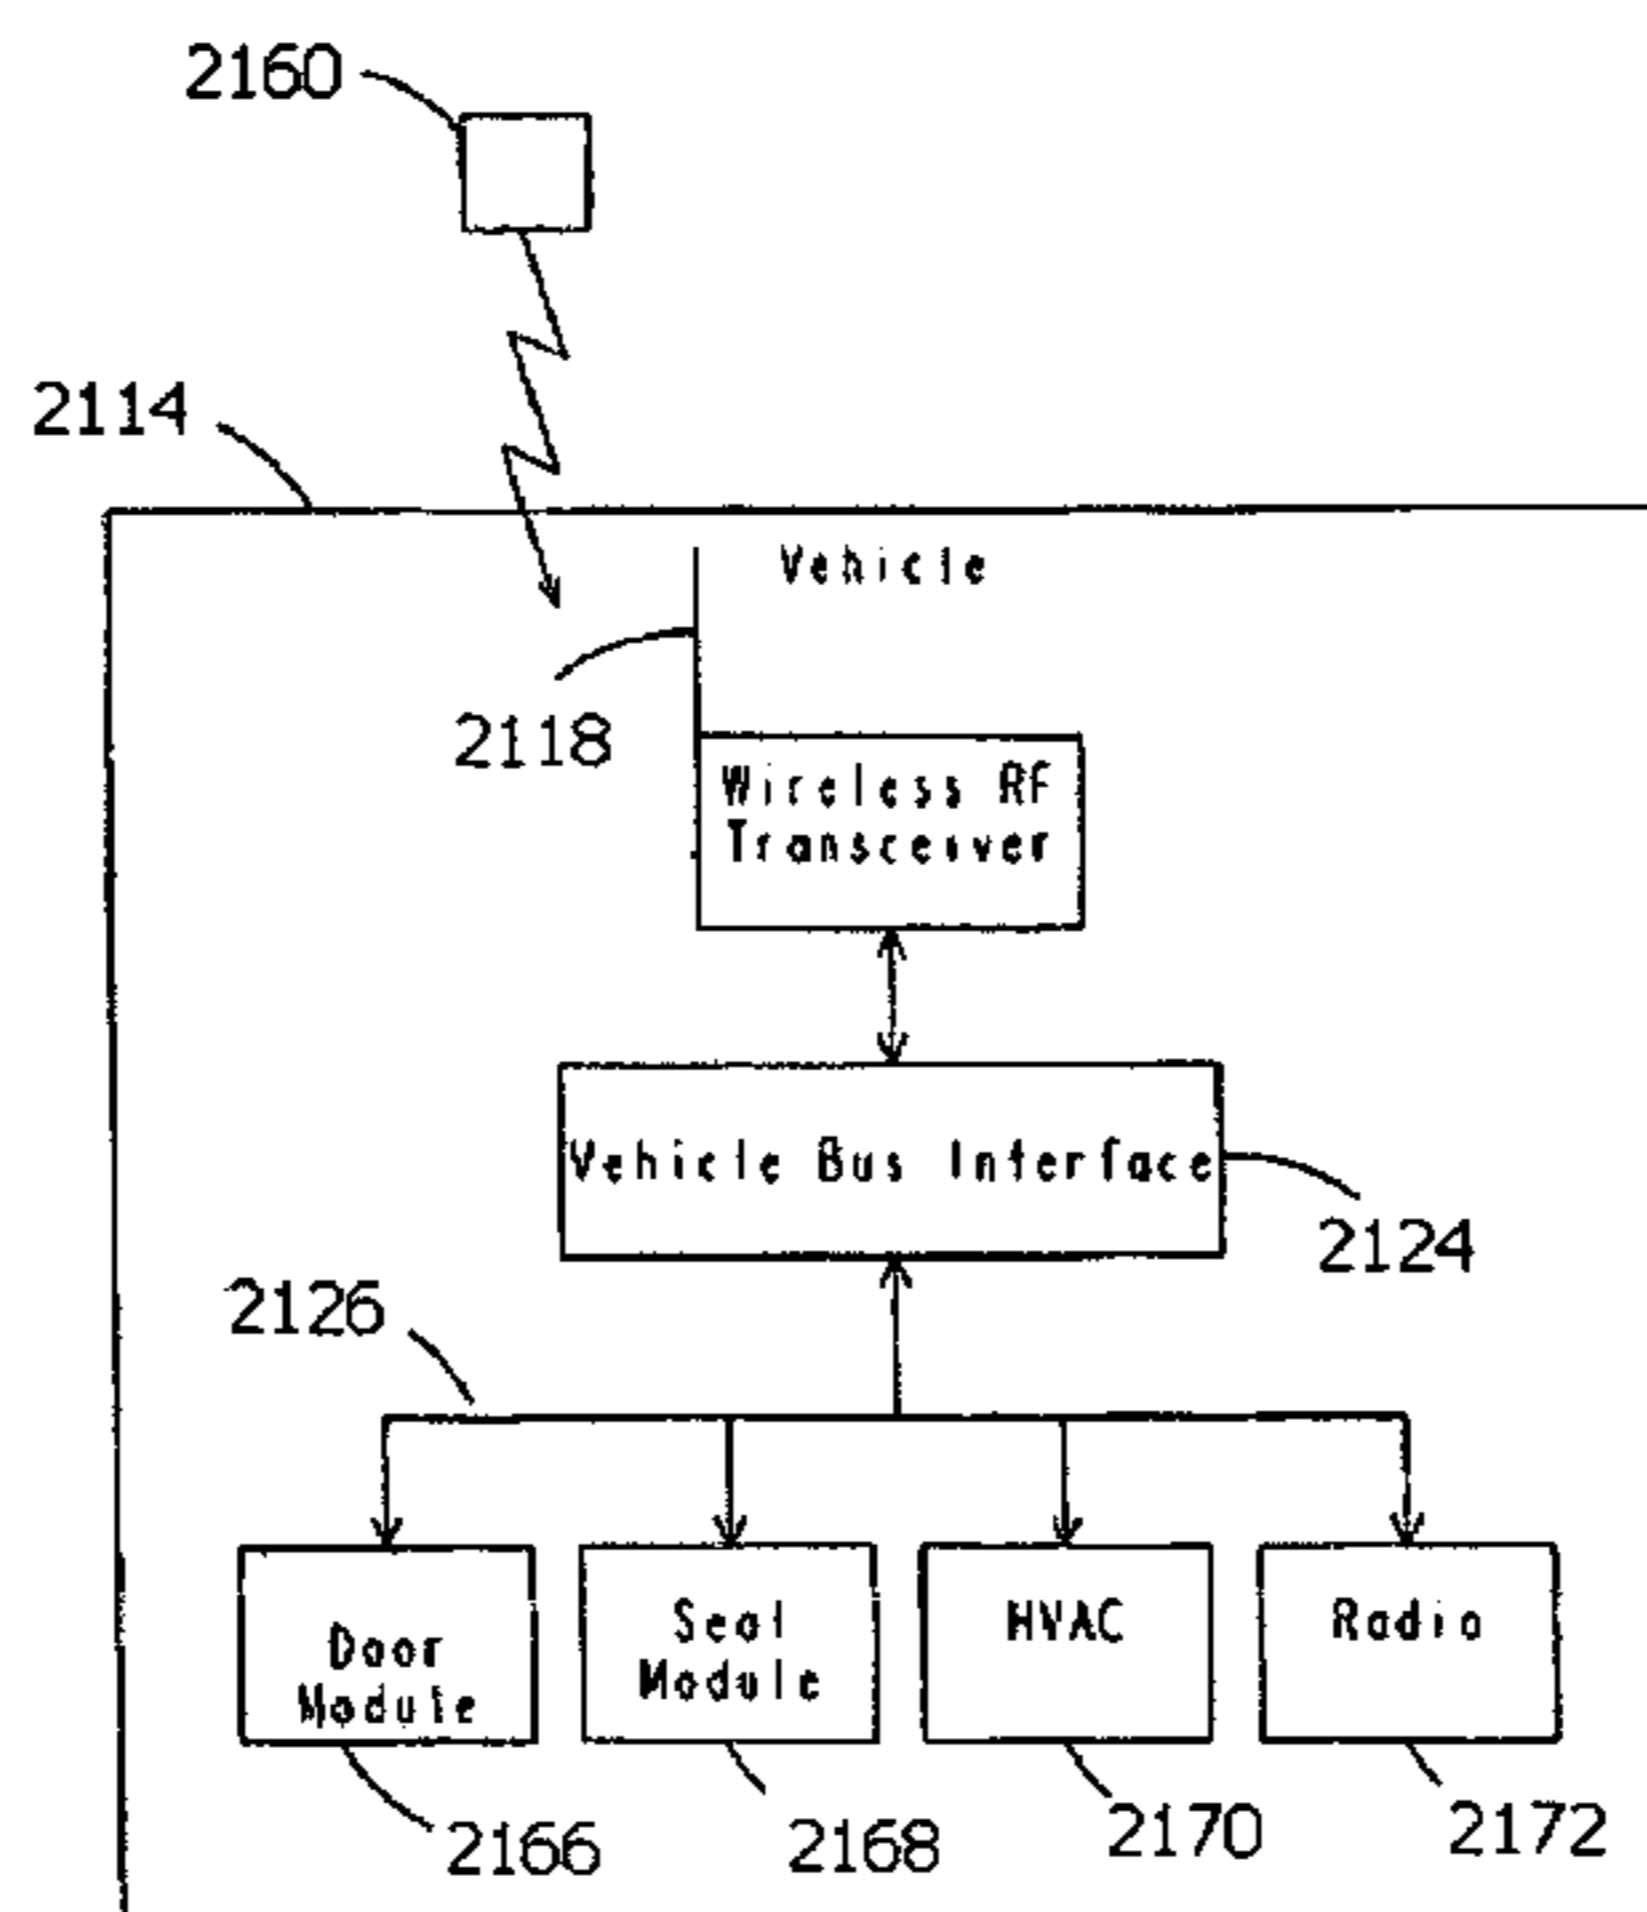 2160
2114
Vehicle
2118
Wireless RF
Transceiver
Vehicle Bus Interface
2124
2126
Door
Module
Seat
Module
HVAC
Radio
2166
2168
2170
2172